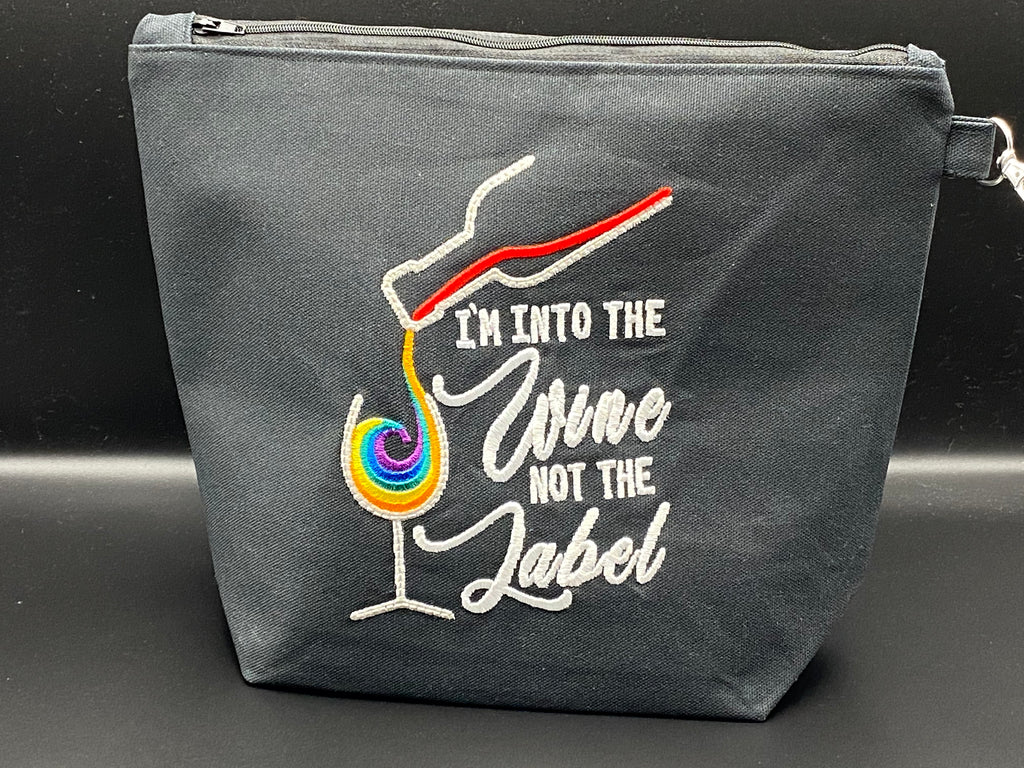 I'M INTO THE
Wine
NOT THE
Label